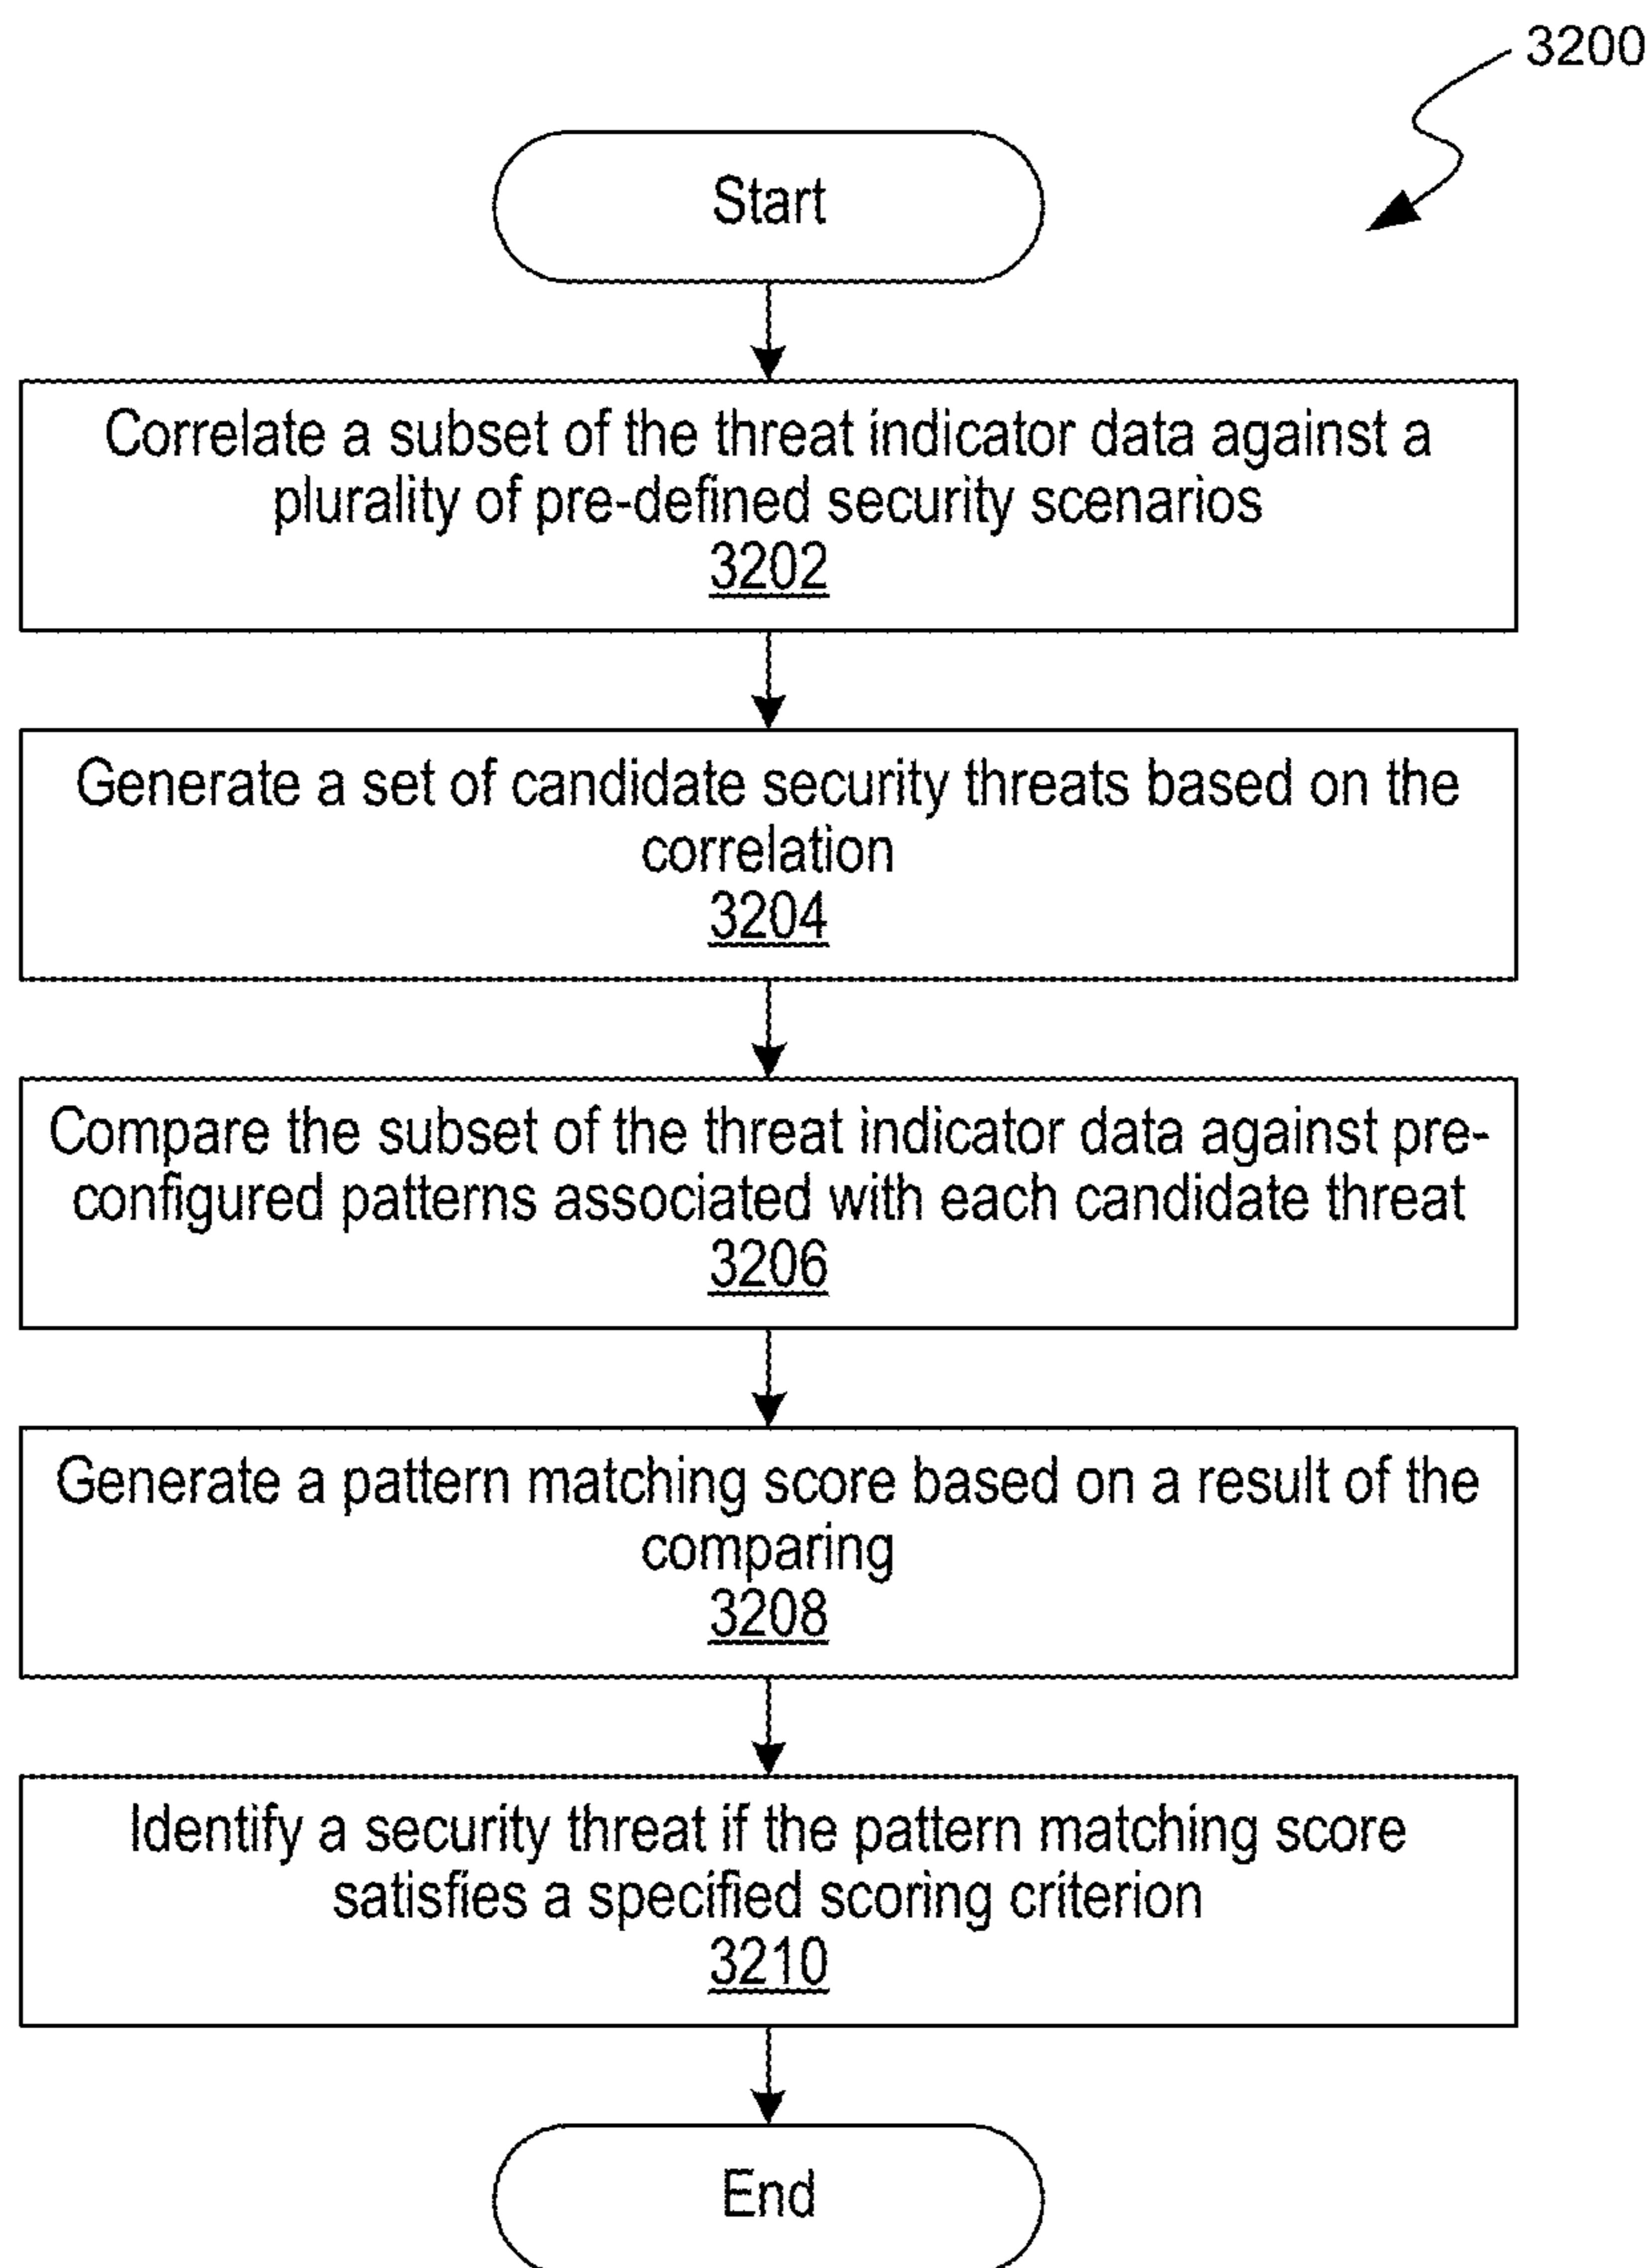 3200
Start
Correlate a subset of the threat indicator data against a
plurality of pre-defined security scenarios
3202
Generate a set of candidate security threats based on the
correlation
3204
Compare the subset of the threat indicator data against pre-
configured patterns associated with each candidate threat
3206
Generate a pattern matching score based on a result of the
comparing
3208
Identify a security threat if the pattern matching score
satisfies a specified scoring criterion
3210
End